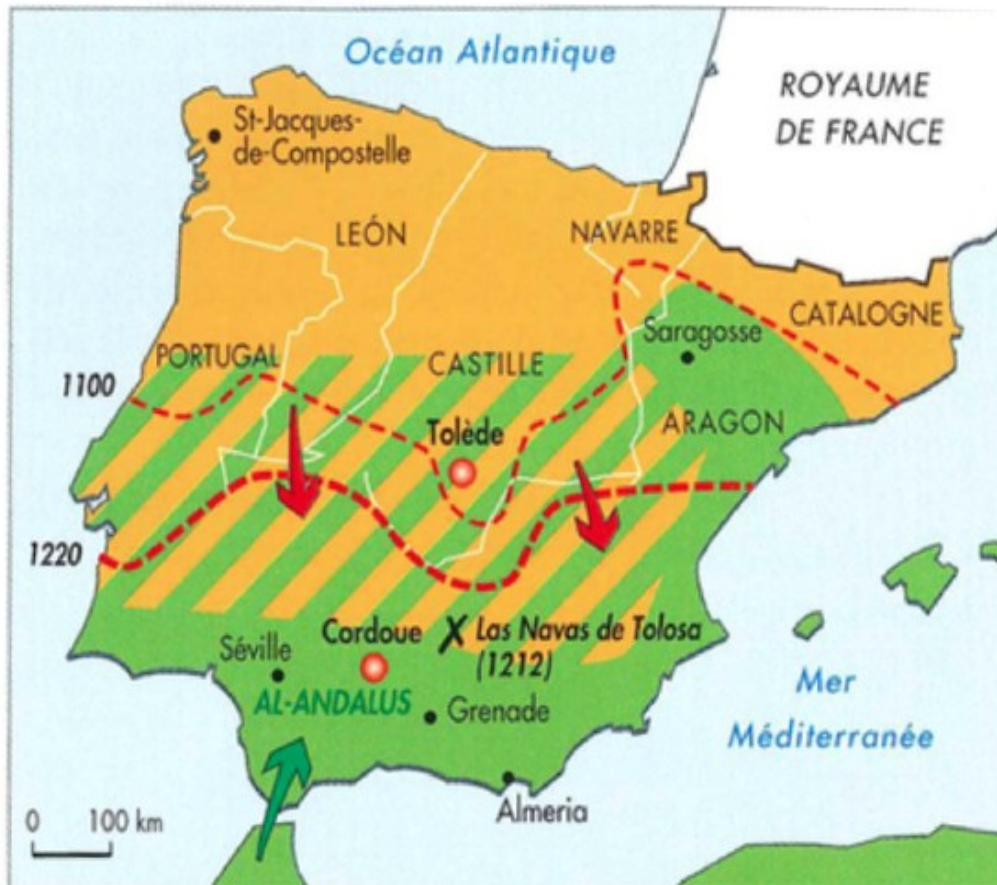 Océan Atlantique
ROYAUME
DE FRANCE
St-Jacques-
de-Compostelle
LEÓN
NAVARRE
CATALOGNE
Saragosse
PORTUGAL
CASTILLE
1100
ARAGON
Tolède
1220
Cordoue
Las Navas de Tolosa
(1212)
Séville
AL-ANDALUS
Grenade
Mer
Méditerranée
Almeria
0 100 km